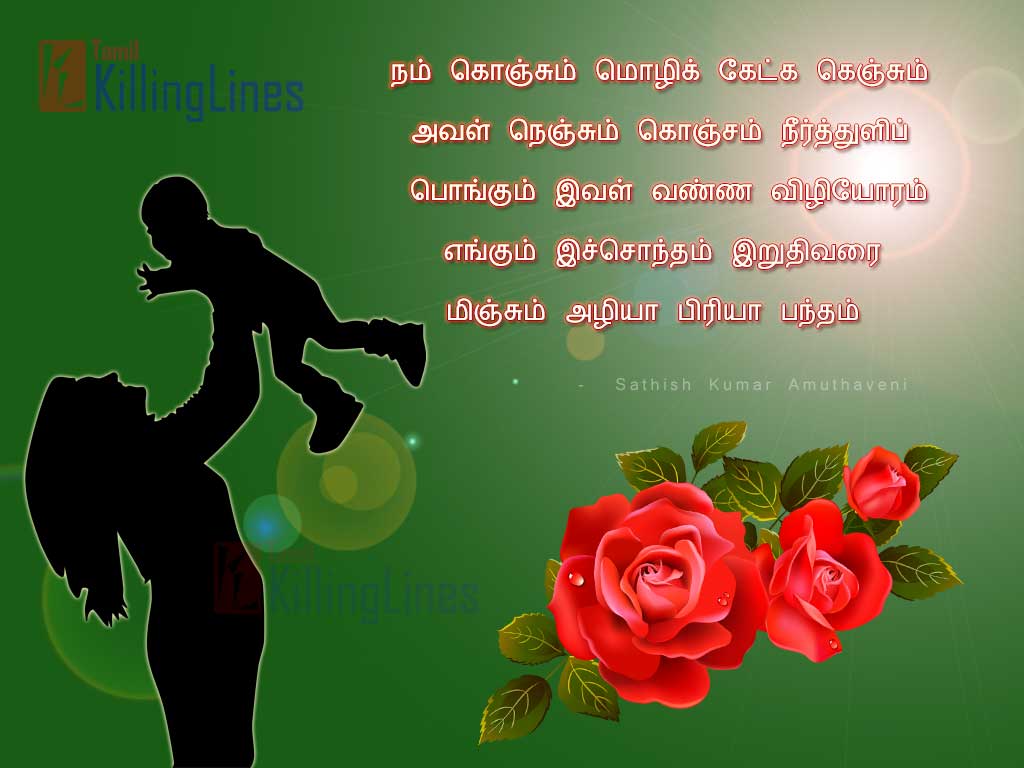 Tamil
KillingLines
நம் கொஞ்சும் மொழிக் கேட்க கெஞ்சும்
அவள் நெஞ்சும் கொஞ்சம் நீர்த்துளிப்
பொங்கும் இவள் வண்ண விழியோரம்
எங்கும் இச்சொந்தம் இறுதிவரை
மிஞ்சும் அழியா பிரியா பந்தம்
- Sathish Kumar Amuthaveni
KillingLines